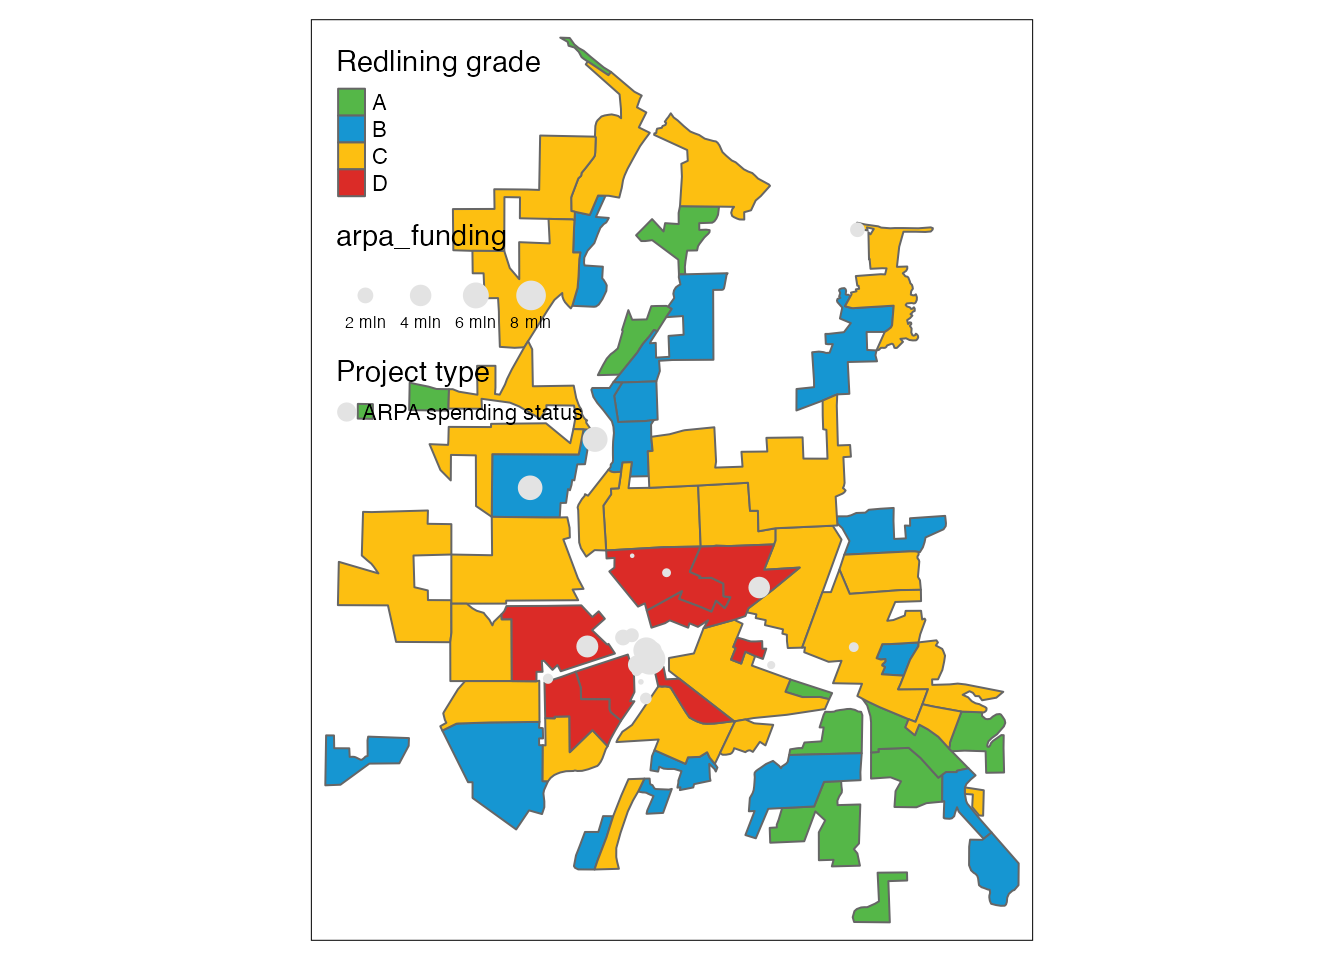 Redlining grade
A
B
C
D
arpa_funding
2 mln 4 mln 6 mln 8 mln
Project type
ARPA spending status